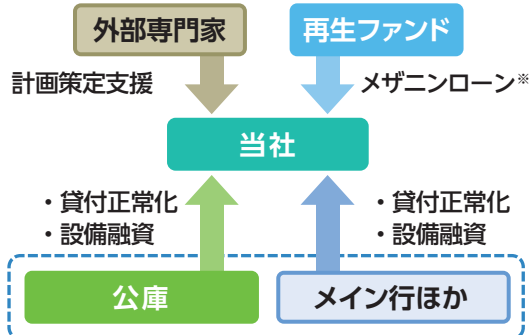 外部専門家
再生ファンド
計画策定支援
メザニンローン※
当社
・貸付正常化
・設備融資
・貸付正常化
・設備融資
公庫
メイン行ほか